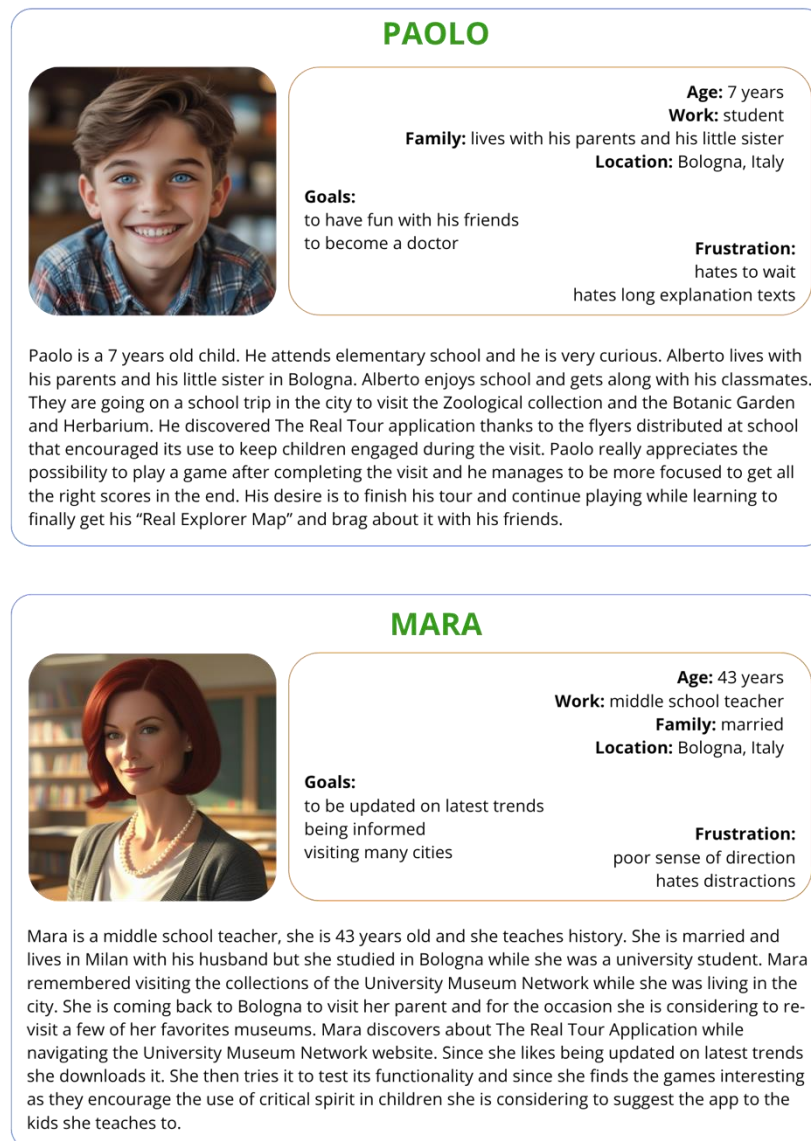 PAOLO
Age: 7 years
Work: student
Family: lives with his parents and his little sister
Location: Bologna, Italy
Goals:
to have fun with his friends
to become a doctor
Frustration:
hates to wait
hates long explanation texts
Paolo is a 7 years old child. He attends elementary school and he is very curious. Alberto lives with
his parents and his little sister in Bologna. Alberto enjoys school and gets along with his classmates.
They are going on a school trip in the city to visit the Zoological collection and the Botanic Garden
and Herbarium. He discovered The Real Tour application thanks to the flyers distributed at school
that encouraged its use to keep children engaged during the visit. Paolo really appreciates the
possibility to play a game after completing the visit and he manages to be more focused to get all
the right scores in the end. His desire is to finish his tour and continue playing while learning to
finally get his “Real Explorer Map” and brag about it with his friends.
MARA
Age: 43 years
Work: middle school teacher
Family: married
Location: Bologna, Italy
Goals:
to be updated on latest trends
being informed
visiting many cities
Frustration:
poor sense of direction
hates distractions
Mara is a middle school teacher, she is 43 years old and she teaches history. She is married and
lives in Milan with his husband but she studied in Bologna while she was a university student. Mara
remembered visiting the collections of the University Museum Network while she was living in the
city. She is coming back to Bologna to visit her parent and for the occasion she is considering to re-
visit a few of her favorites museums. Mara discovers about The Real Tour Application while
navigating the University Museum Network website. Since she likes being updated on latest trends
she downloads it. She then tries it to test its functionality and since she finds the games interesting
as they encourage the use of critical spirit in children she is considering to suggest the app to the
kids she teaches to.